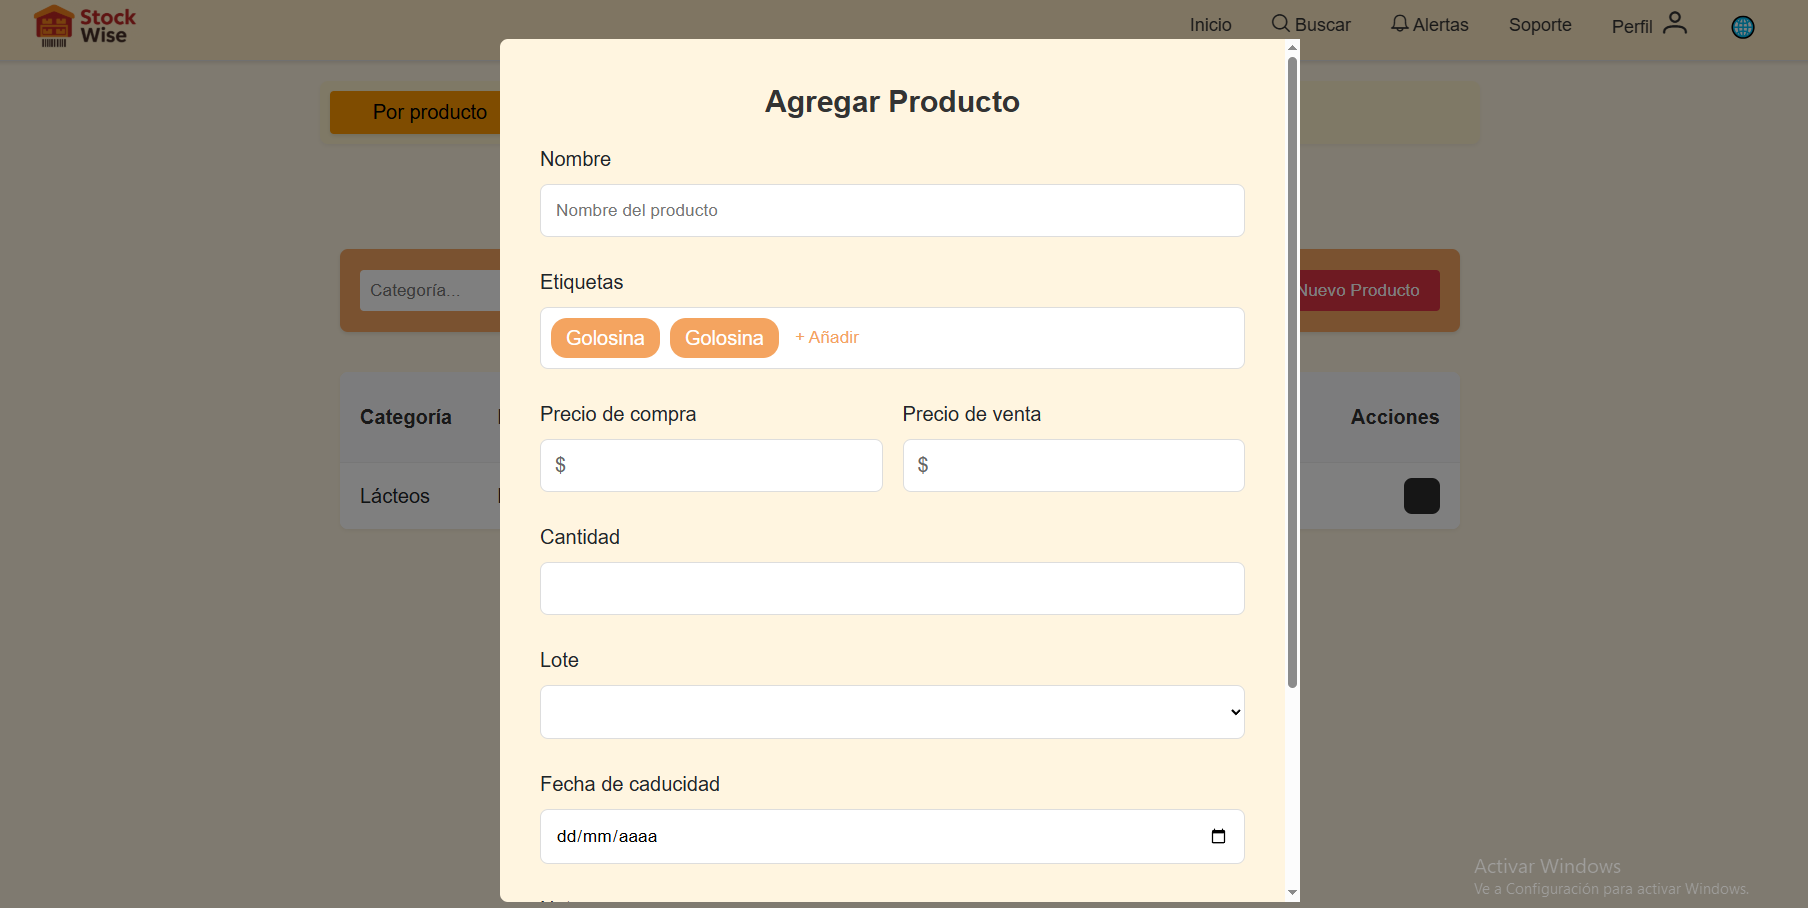 Stock
Wise
Inicio
Buscar
Alertas
Soporte
Perfil
Por producto
Agregar Producto
Nombre
Nombre del producto
Etiquetas
Golosina Golosina + Añadir
Categoría...
Nuevo Producto
Precio de compra Precio de venta
$ $
Categoría
Acciones
Lácteos
Cantidad
Lote
Fecha de caducidad
dd/mm/aaaa
Activar Windows
Ve a Configuración para activar Windows.